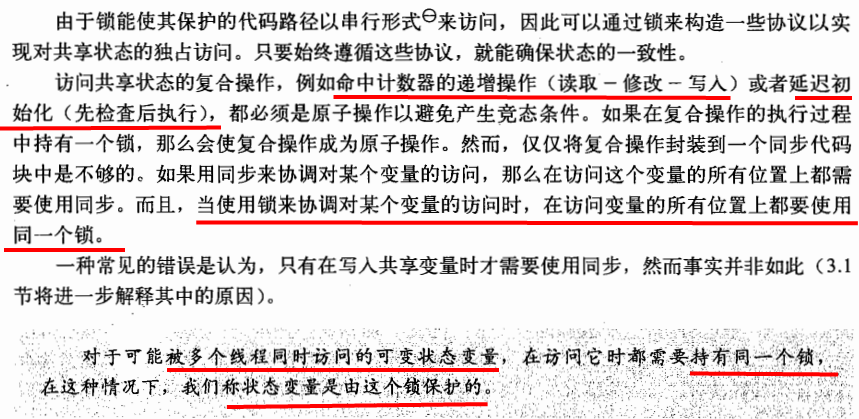 由于锁能使其保护的代码路径以串行形式⊖来访问，因此可以通过锁来构造一些协议以实
现对共享状态的独占访问。只要始终遵循这些协议，就能确保状态的一致性。
访问共享状态的复合操作，例如命中计数器的递增操作（读取－修改－写入）或者延迟初
始化（先检查后执行），都必须是原子操作以避免产生竞态条件。如果在复合操作的执行过程
中持有一个锁，那么会使复合操作成为原子操作。然而，仅仅将复合操作封装到一个同步代码
块中是不够的。如果用同步来协调对某个变量的访问，那么在访问这个变量的所有位置上都需
要使用同步。而且，当使用锁来协调对某个变量的访问时，在访问变量的所有位置上都要使用
同一个锁。
一种常见的错误是认为，只有在写入共享变量时才需要使用同步，然而事实并非如此（3.1
节将进一步解释其中的原因）。
对于可能被多个线程同时访问的可变状态变量，在访问它时都需要持有同一个锁，
在这种情况下，我们称状态变量是由这个锁保护的。